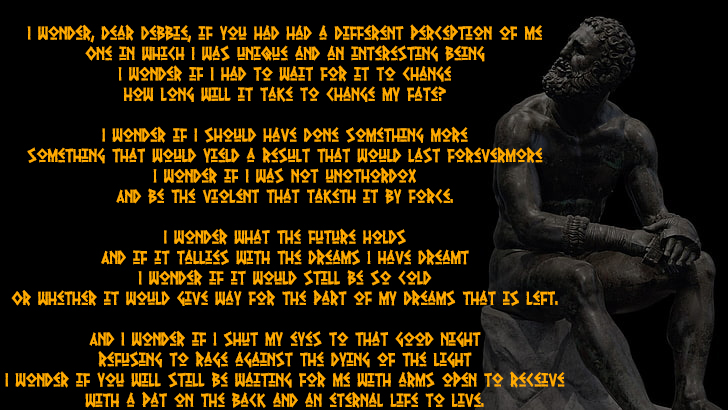 I WONDER, DEAR DEBBIE, IF YOU HAD HAD A DIFFERENT PERCEPTION OF ME
ONE IN WHICH I WAS UNIQUE AND AN INTERESTING BEING
I WONDER IF I HAD TO WAIT FOR IT TO CHANGE
HOW LONG WILL IT TAKE TO CHANGE MY FATE?
I WONDER IF I SHOULD HAVE DONE SOMETHING MORE
SOMETHING THAT WOULD YIELD A RESULT THAT WOULD LAST FOREVERMORE
I WONDER IF I WAS NOT UNOTHORDOX
AND BE THE VIOLENT THAT TAKETH IT BY FORCE.
I WONDER WHAT THE FUTURE HOLDS
AND IF IT TALLIES WITH THE DREAMS I HAVE DREAMT
I WONDER IF IT WOULD STILL BE SO COLD
OR WHETHER IT WOULD GIVE WAY FOR THE PART OF MY DREAMS THAT IS LEFT.
AND I WONDER IF I SHUT MY EYES TO THAT GOOD NIGHT
REFUSING TO RAGE AGAINST THE DYING OF THE LIGHT
I WONDER IF YOU WILL STILL BE WAITING FOR ME WITH ARMS OPEN TO RECEIVE
WITH A PAT ON THE BACK AND AN ETERNAL LIFE TO LIVE.